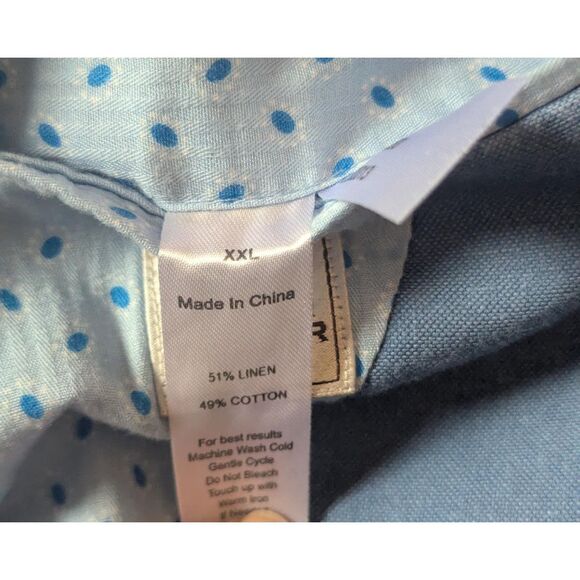 XXL
Made In China
51% LINEN
49% COTTON
For best results
Machine Wash Cold
Gentle Cycle
Do Not Bleach
Touch up with
Warm Iron
R